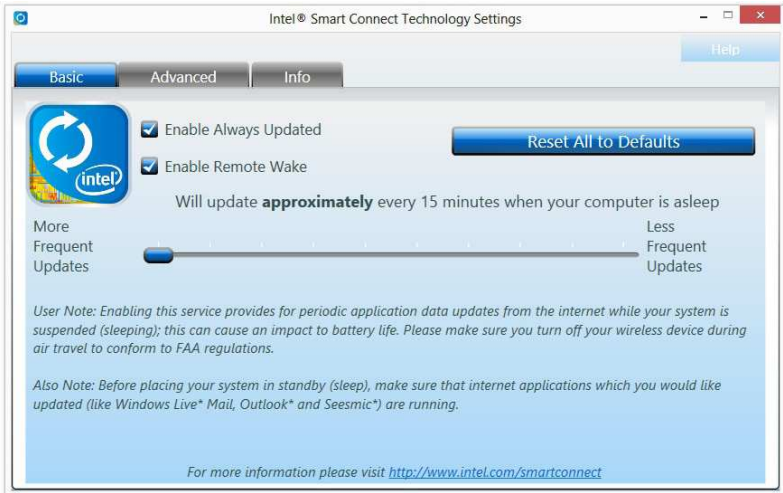 Intel® Smart Connect Technology Settings
Help
Basic Advanced Info
Enable Always Updated
Reset All to Defaults
Enable Remote Wake
(intel)
Will update approximately every 15 minutes when your computer is asleep
More
Frequent
Updates
Less
Frequent
Updates
User Note: Enabling this service provides for periodic application data updates from the internet while your system is
suspended (sleeping); this can cause an impact to battery life. Please make sure you turn off your wireless device during
air travel to conform to FAA regulations.
Also Note: Before placing your system in standby (sleep), make sure that internet applications which you would like
updated (like Windows Live* Mail, Outlook* and Seesmic*) are running.
For more information please visit http://www.intel.com/smartconnect